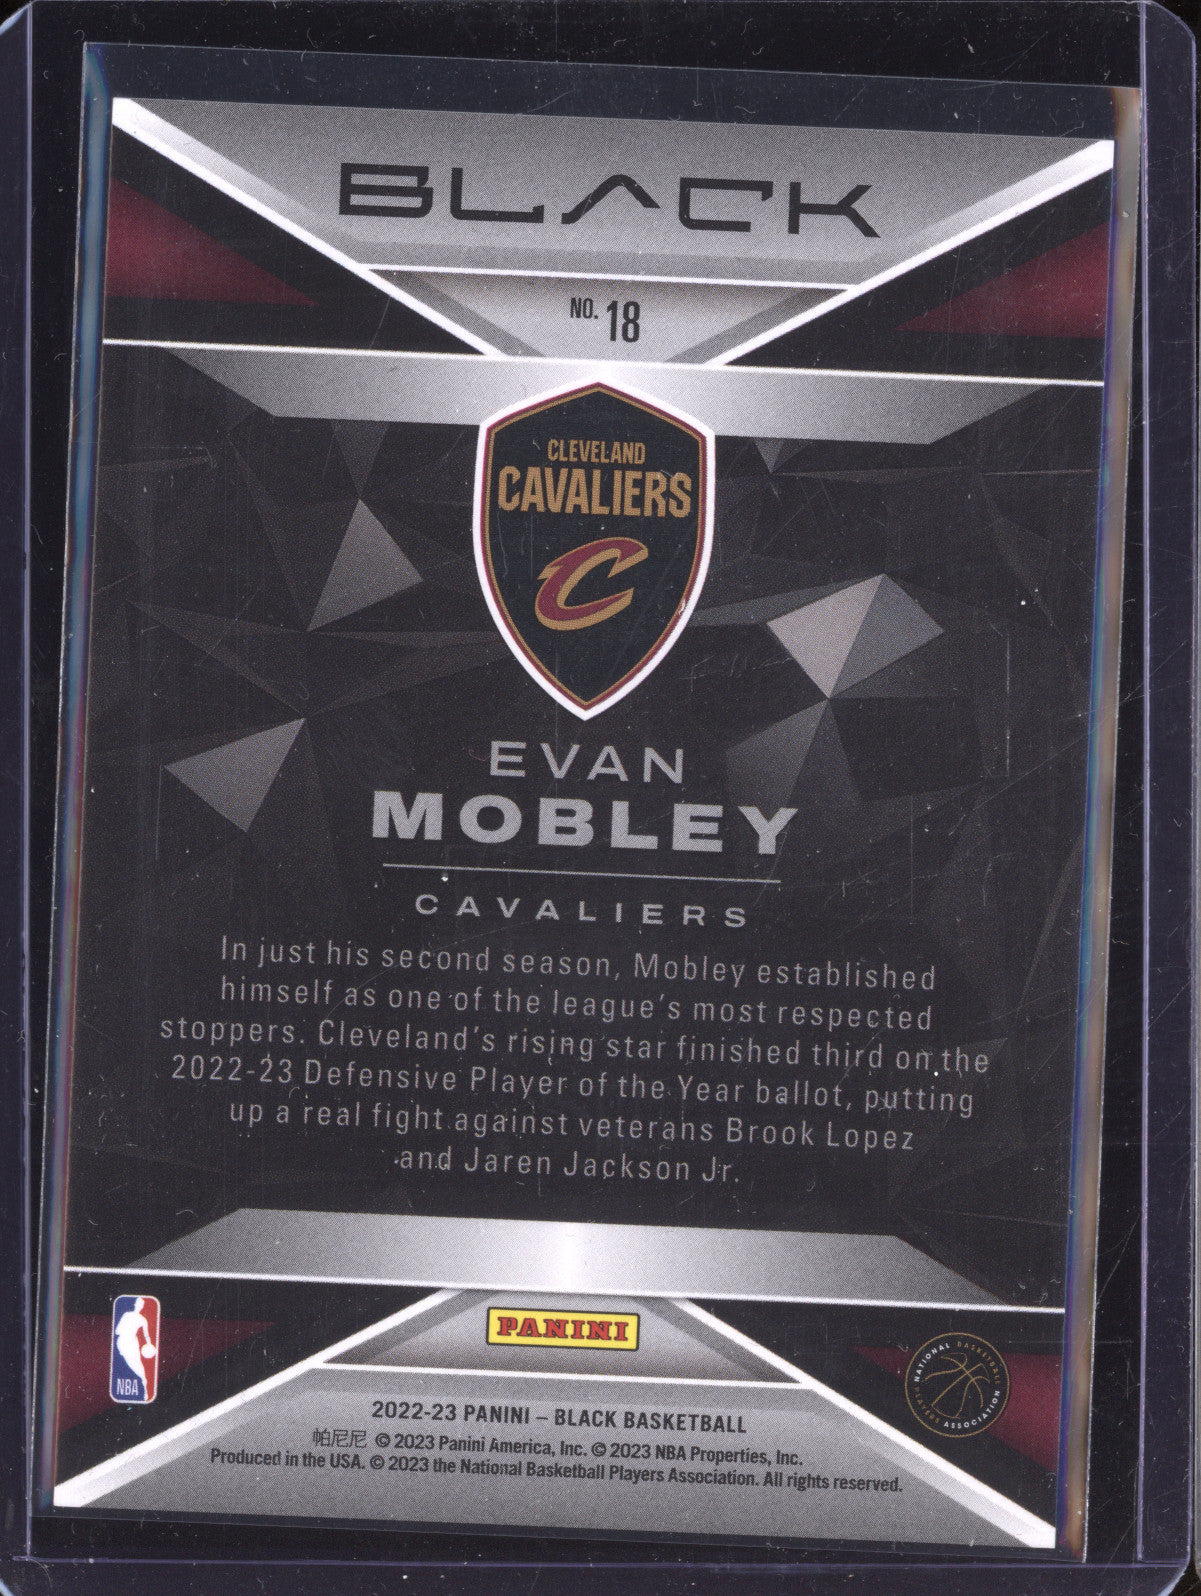 BLACK
NO. 18
CLEVELAND
CAVALIERS
C
EVAN
MOBLEY
CAVALIERS
In just his second season, Mobley established
himself as one of the league's most respected
stoppers. Cleveland's rising star finished third on the
2022-23 Defensive Player of the Year ballot, putting
up a real fight against veterans Brook Lopez
and Jaren Jackson Jr.
PANINI
NBA
NATIONAL BASKETBALL PLAYERS ASSOCIATION
2022-23 PANINI – BLACK BASKETBALL
帕尼尼 © 2023 Panini America, Inc. © 2023 NBA Properties, Inc.
Produced in the USA. © 2023 the National Basketball Players Association. All rights reserved.